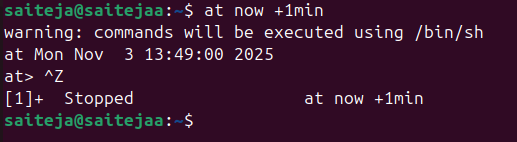 saiteja@saitejaa:~$ at now +1min
warning: commands will be executed using /bin/sh
at Mon Nov  3 13:49:00 2025
at> ^Z
[1]+  Stopped                 at now +1min
saiteja@saitejaa:~$